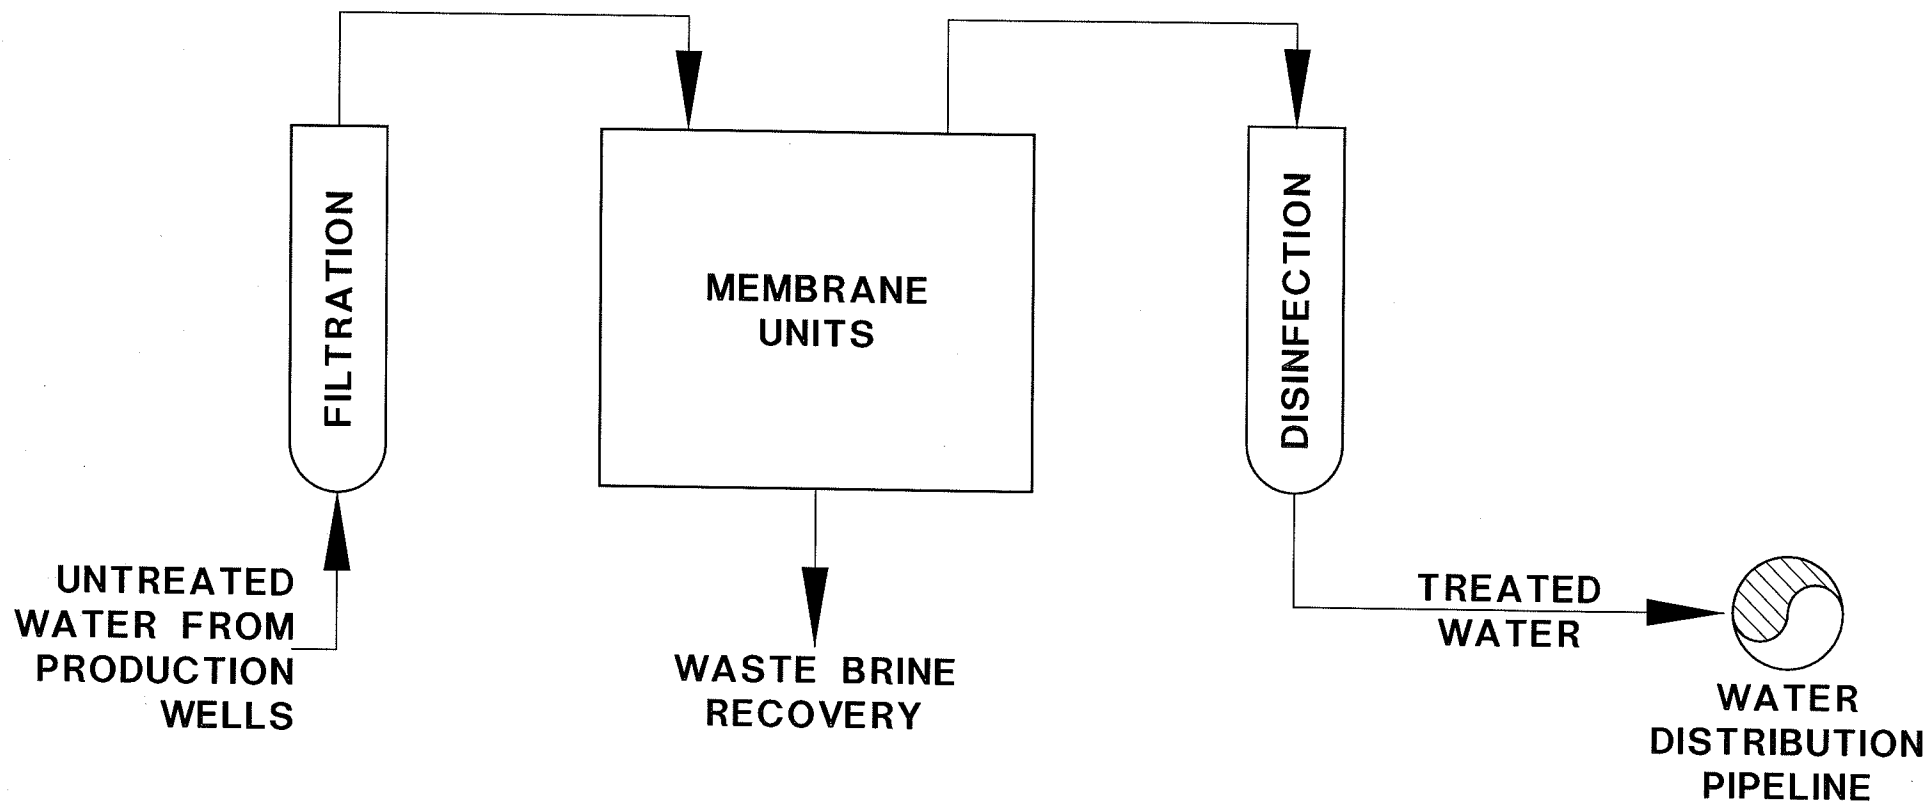 FILTRATION
MEMBRANE
UNITS
DISINFECTION
UNTREATED
WATER FROM
PRODUCTION
WELLS
WASTE BRINE
RECOVERY
TREATED
WATER
WATER
DISTRIBUTION
PIPELINE